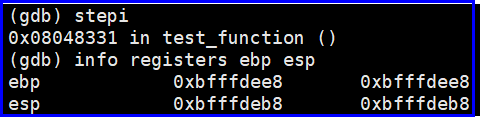 (gdb) stepi
0x08048331 in test_function ()
(gdb) info registers ebp esp
ebp            0xbfffdee8       0xbfffdee8
esp            0xbfffdeb8       0xbfffdeb8